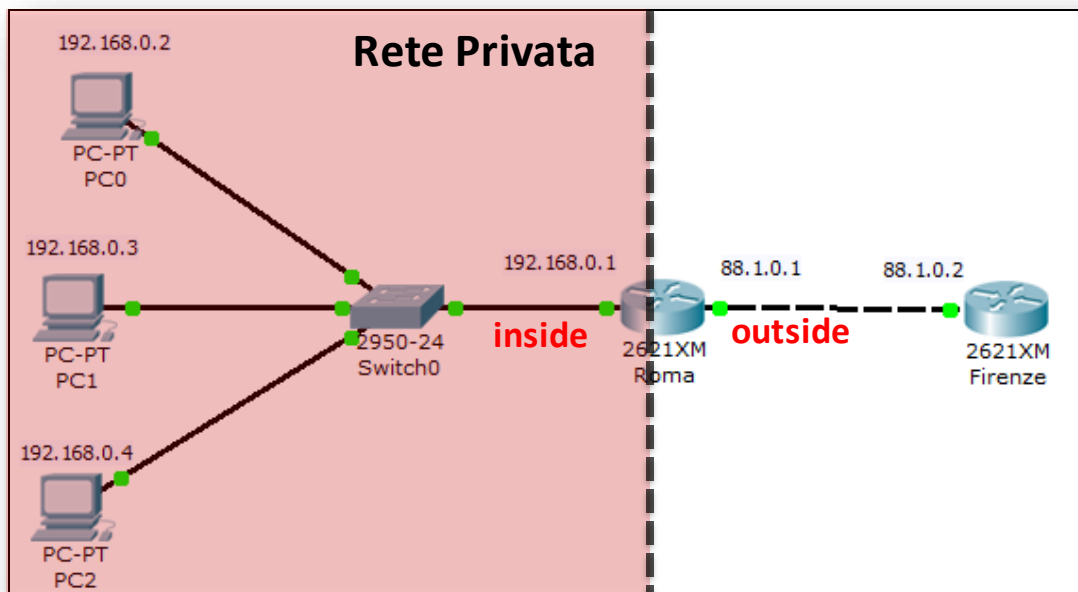 192.168.0.2
Rete Privata
PC-PT
PC0
192.168.0.3
192.168.0.1
88.1.0.1
88.1.0.2
inside
outside
PC-PT
PC1
2950-24
Switch0
2621XM
Roma
2621XM
Firenze
192.168.0.4
PC-PT
PC2